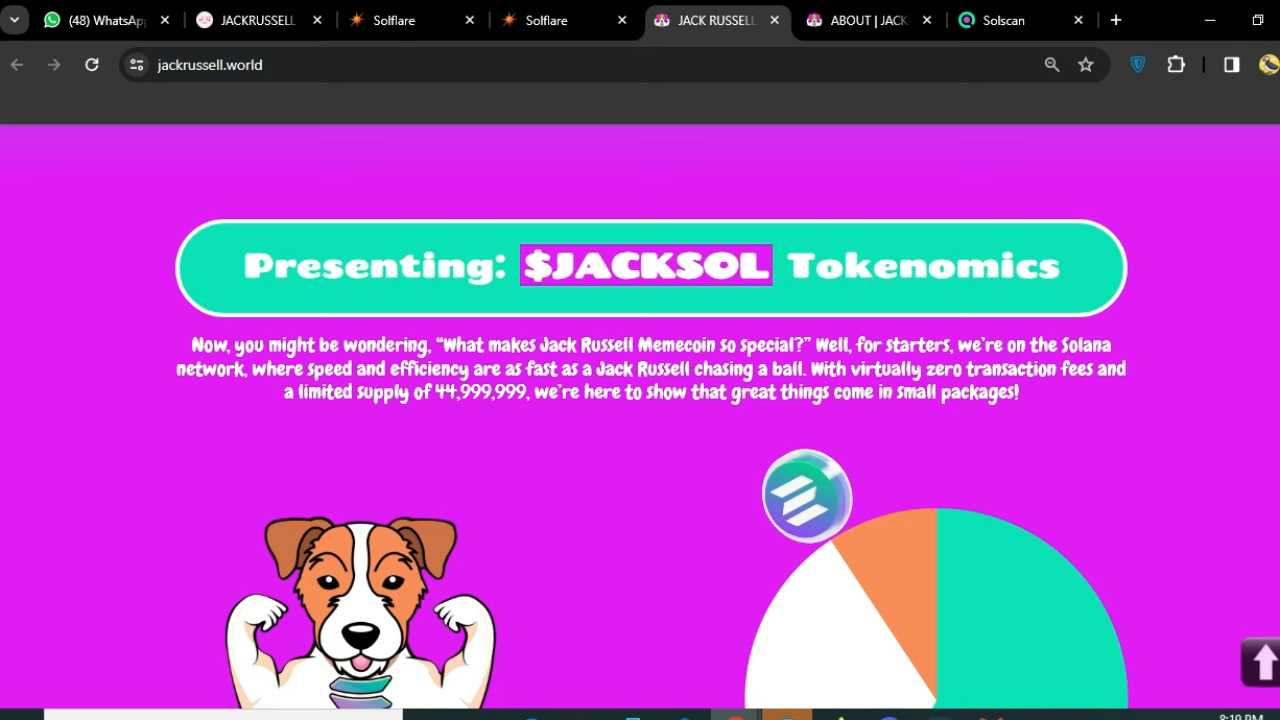 (48) WhatsApp
JACKRUSSELL
Solflare
Solflare
JACK RUSSELL
ABOUT | JACK
Solscan
jackrussell.world
Presenting: $JACKSOL Tokenomics
Now, you might be wondering, “What makes Jack Russell Memecoin so special?” Well, for starters, we're on the Solana
network, where speed and efficiency are as fast as a Jack Russell chasing a ball. With virtually zero transaction fees and
a limited supply of 44,999,999, we're here to show that great things come in small packages!
8:19 PM